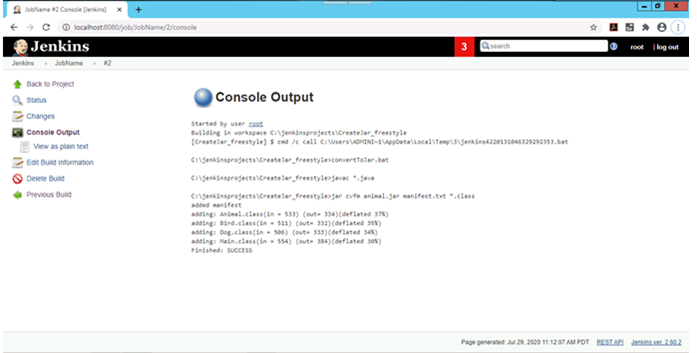 JobName #2 Console [Jenkins]
localhost:8080/job/JobName/2/console
Jenkins
3
search
root
| log out
Jenkins
JobName
#2
Back to Project
Status
Changes
Console Output
View as plain text
Edit Build Information
Delete Build
Previous Build
Console Output
Started by user root
Building in workspace C:\jenkinsprojects\CreateJar_freestyle
[CreateJar_freestyle] $ cmd /c call C:\Users\ADMINI~1\AppData\Local\Temp\3\jenkins4220131046329292353.bat
C:\jenkinsprojects\CreateJar_freestyle>convertToJar.bat
C:\jenkinsprojects\CreateJar_freestyle>javac *.java
C:\jenkinsprojects\CreateJar_freestyle>jar cvfm animal.jar manifest.txt *.class
added manifest
adding: Animal.class(in = 533) (out= 334)(deflated 37%)
adding: Bird.class(in = 511) (out= 332)(deflated 35%)
adding: Dog.class(in = 506) (out= 333)(deflated 34%)
adding: Main.class(in = 554) (out= 384)(deflated 30%)
Finished: SUCCESS
Page generated: Jul 29, 2020 11:12:07 AM PDT
REST API
Jenkins ver. 2.60.2